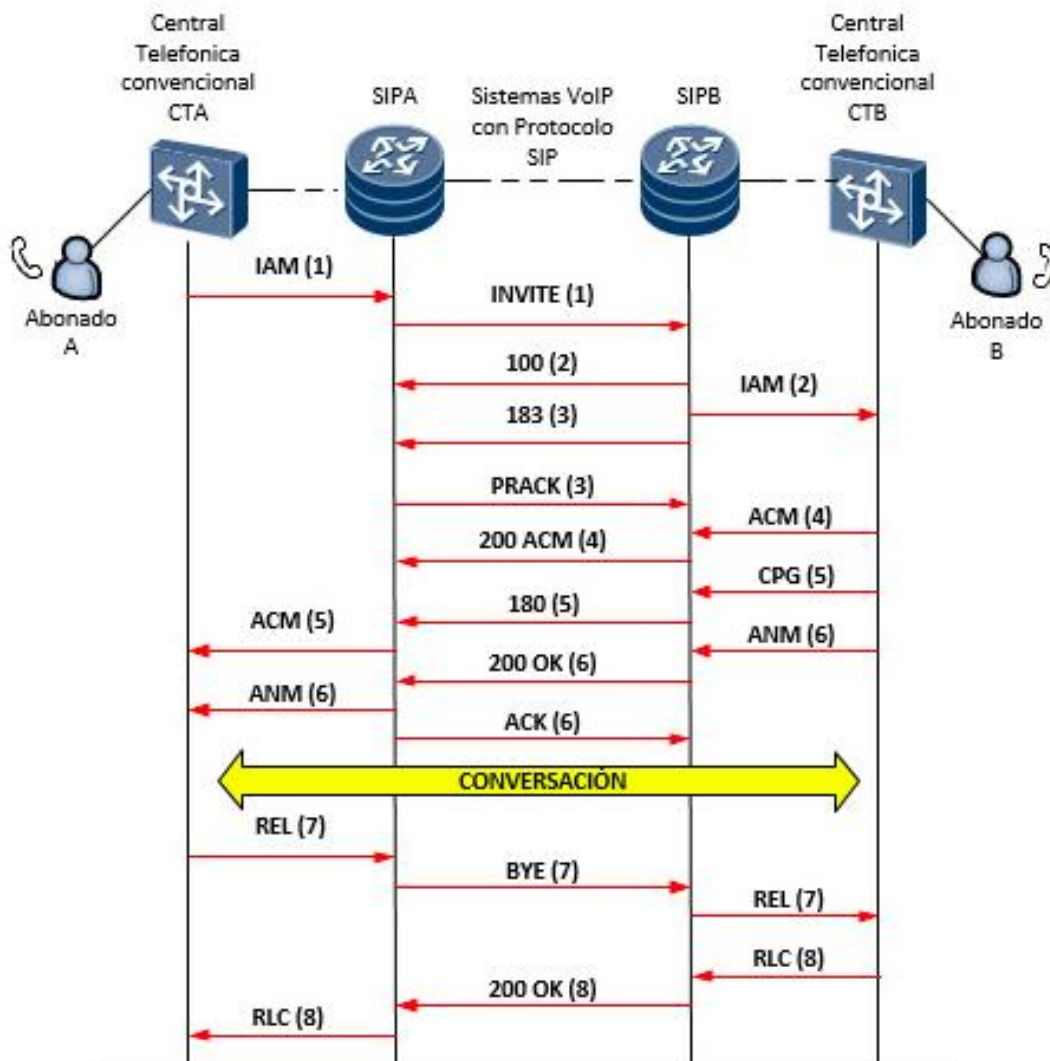 Central
Telefonica
convencional
CTA
SIPA
Sistemas VoIP
con Protocolo
SIP
SIPB
Central
Telefonica
convencional
CTB
Abonado
A
Abonado
B
IAM (1)
INVITE (1)
100 (2)
IAM (2)
183 (3)
PRACK (3)
ACM (4)
200 ACM (4)
CPG (5)
180 (5)
ACM (5)
ANM (6)
200 OK (6)
ANM (6)
ACK (6)
CONVERSACIÓN
REL (7)
BYE (7)
REL (7)
RLC (8)
200 OK (8)
RLC (8)